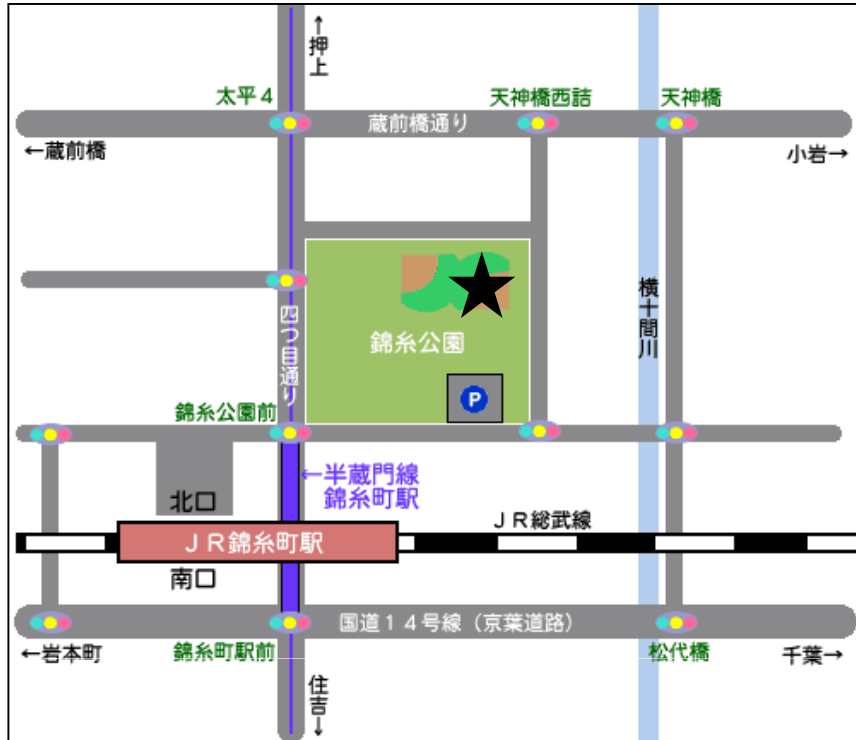 ↑押上
太平４
天神橋西詰
天神橋
蔵前橋通り
←蔵前橋
小岩→
四つ目通り
横十間川
錦糸公園
P
錦糸公園前
←半蔵門線
錦糸町駅
北口
ＪＲ総武線
ＪＲ錦糸町駅
南口
国道１４号線（京葉道路）
←岩本町
錦糸町駅前
松代橋
千葉→
住吉↓